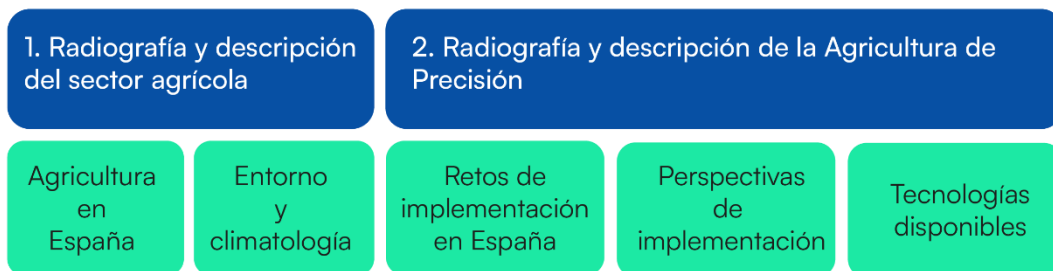 1. Radiografía y descripción
del sector agrícola
2. Radiografía y descripción de la Agricultura de
Precisión
Agricultura
en
España
Entorno
y
climatología
Retos de
implementación
en España
Perspectivas
de
implementación
Tecnologías
disponibles